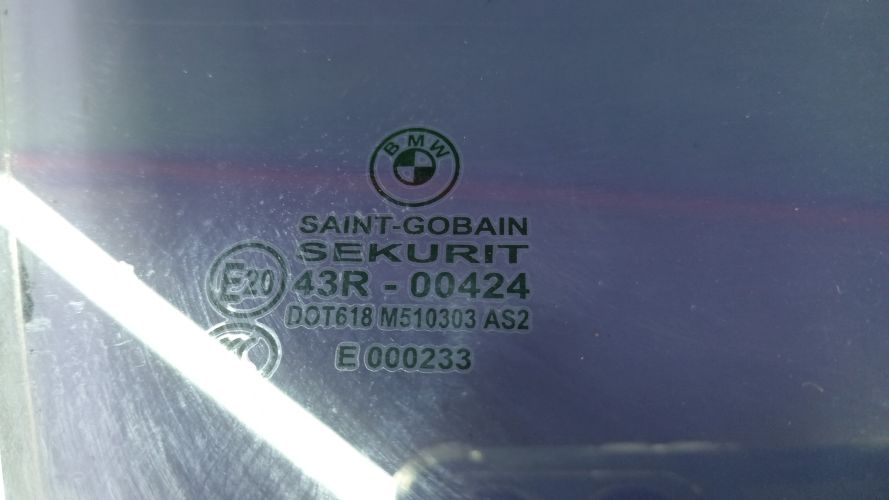 BMW
SAINT-GOBAIN
SEKURIT
E20 43R - 00424
DOT618 M510303 AS2
E 000233